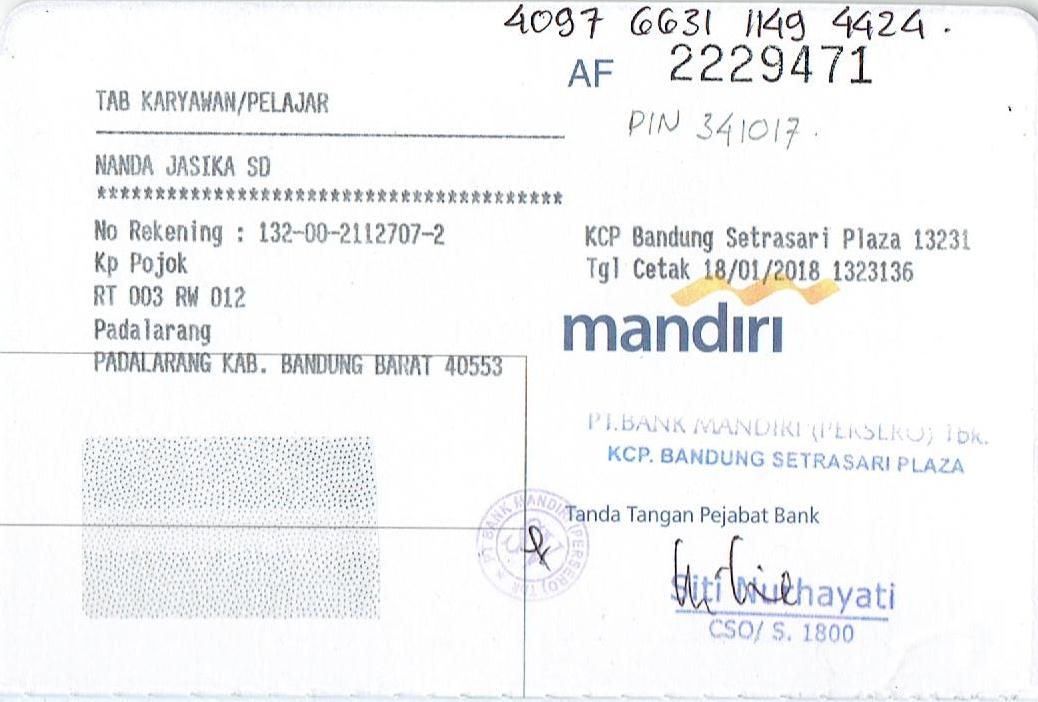 4097 6631 1149 4424.
AF 2229471
TAB KARYAWAN/PELAJAR
PIN 341017.
NANDA JASIKA SD
****************************************
No Rekening : 132-00-2112707-2
Kp Pojok
RT 003 RW 012
Padalarang
PADALARANG KAB. BANDUNG BARAT 40553
KCP Bandung Setrasari Plaza 13231
Tgl Cetak 18/01/2018 1323136
mandiri
PT.BANK MANDIRI (PERSERO) Tbk.
KCP. BANDUNG SETRASARI PLAZA
PT BANK MANDIRI (PERSERO) Tbk
Tanda Tangan Pejabat Bank
Siti Nurhayati
CSO/ S. 1800